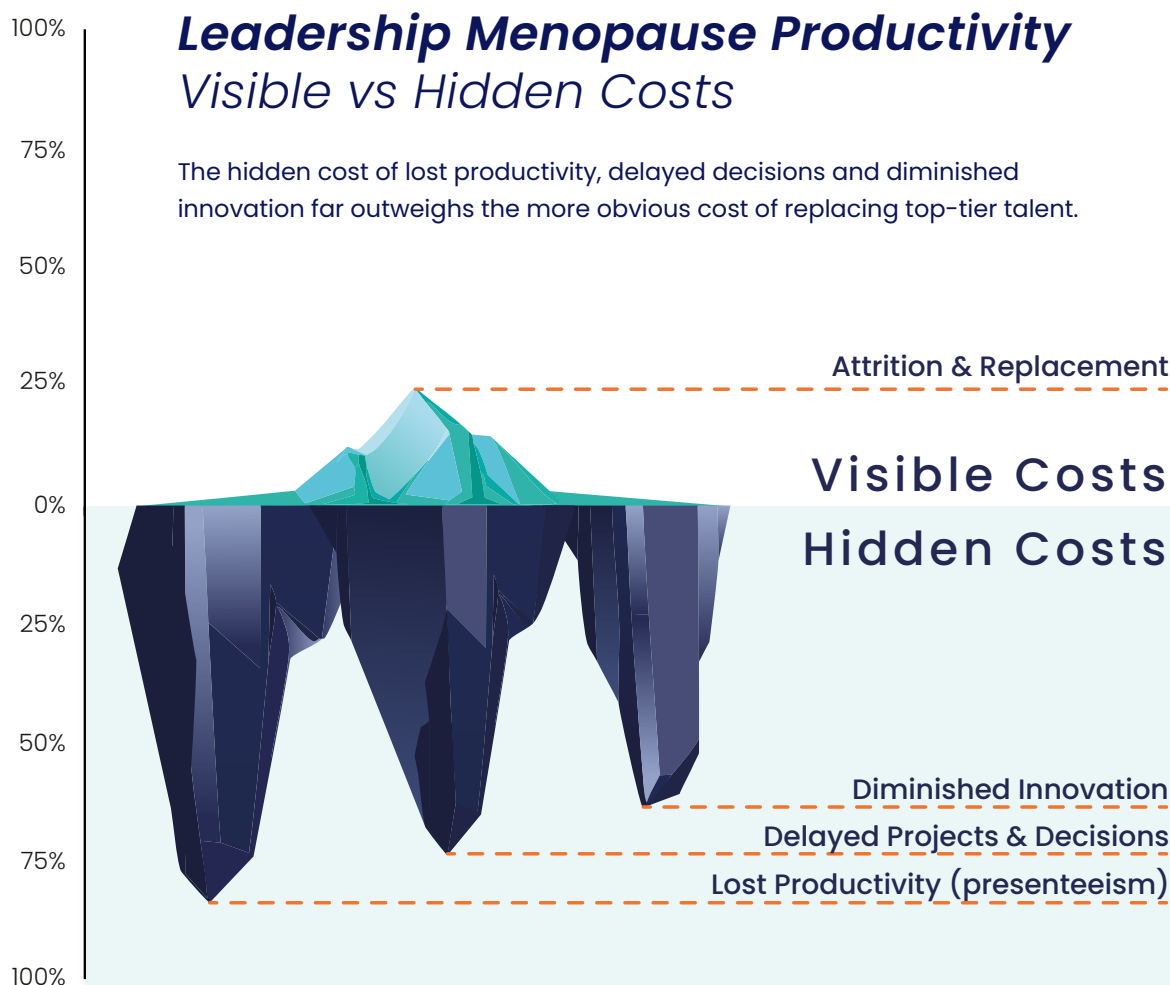 Leadership Menopause Productivity
Visible vs Hidden Costs
The hidden cost of lost productivity, delayed decisions and diminished
innovation far outweighs the more obvious cost of replacing top-tier talent.
100%
75%
50%
25%
0%
25%
50%
75%
100%
Attrition & Replacement
Visible Costs
Hidden Costs
Diminished Innovation
Delayed Projects & Decisions
Lost Productivity (presenteeism)